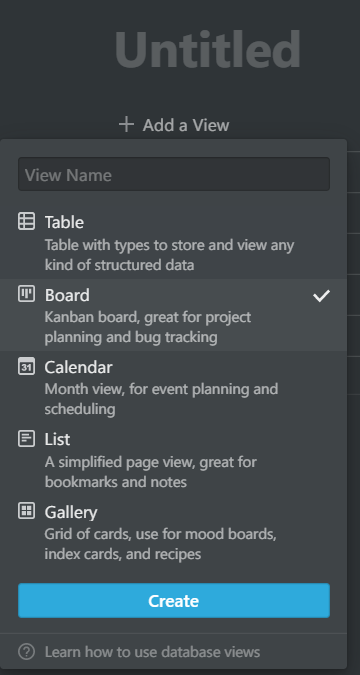 Untitled
+ Add a View
View Name
Table
Table with types to store and view any
kind of structured data
Board
Kanban board, great for project
planning and bug tracking
31 Calendar
Month view, for event planning and
scheduling
List
A simplified page view, great for
bookmarks and notes
Gallery
Grid of cards, use for mood boards,
index cards, and recipes
Create
? Learn how to use database views